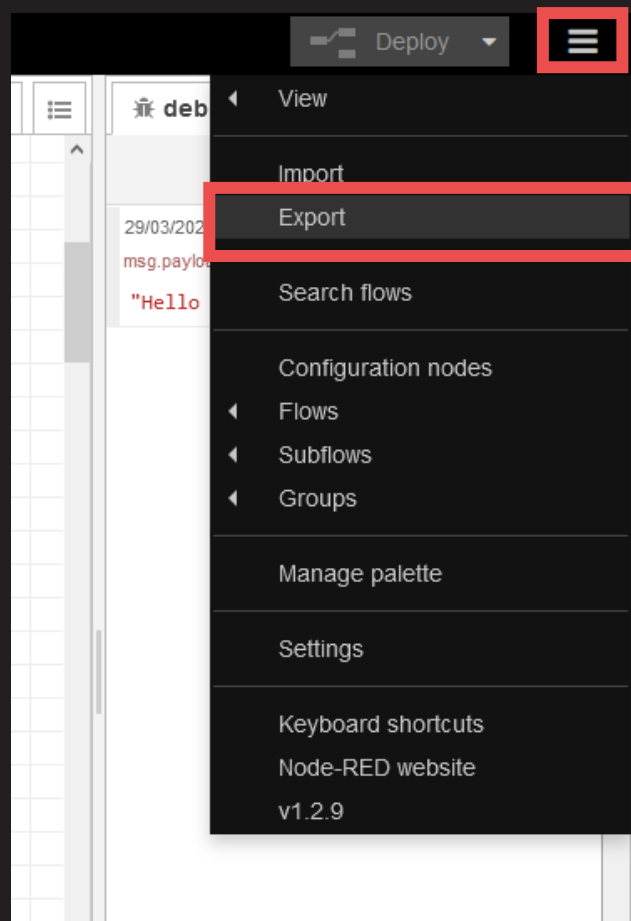 Deploy
deb
View
Import
29/03/202
Export
msg.paylo
"Hello
Search flows
Configuration nodes
Flows
Subflows
Groups
Manage palette
Settings
Keyboard shortcuts
Node-RED website
v1.2.9